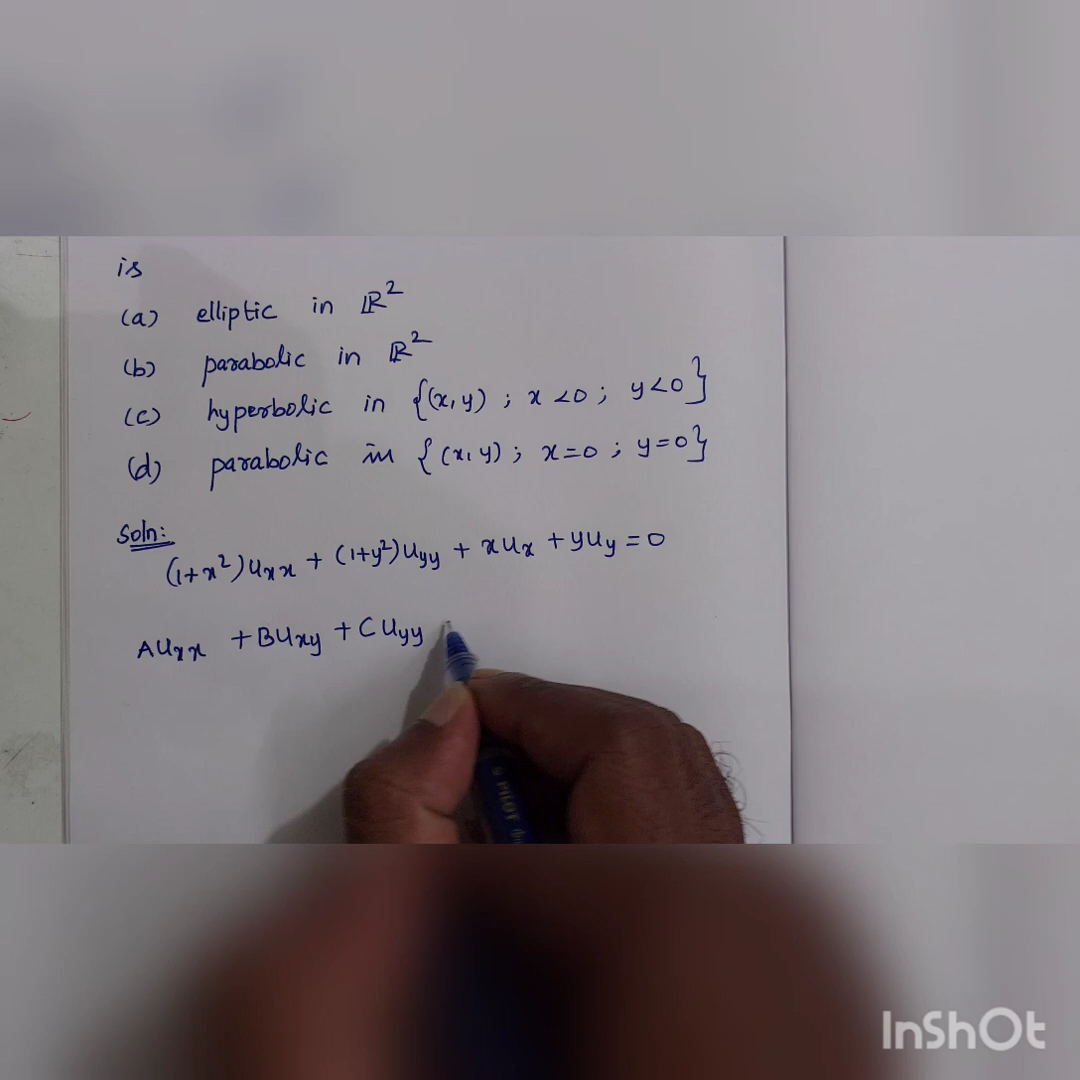 is
(a) elliptic in ℝ²
(b) parabolic in ℝ²
(c) hyperbolic in {(x,y) ; x<0 ; y<0}
(d) parabolic in {(x,y) ; x=0 ; y=0}
Soln:
(1+x²)Uxx + (1+y²)Uyy + xUx + yUy = 0
AUxx + BUxy + CUyy
PILOT
InShOt